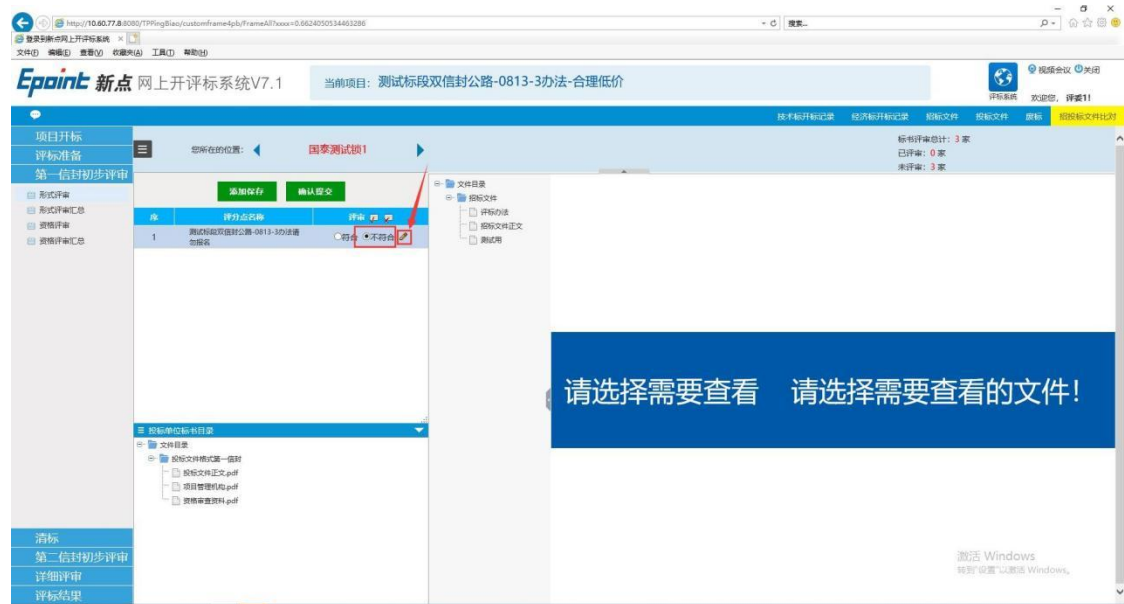 http://10.60.77.8:8080/TPPingBiao/customframe4pb/FrameAll?xxxx=0.6624050534463286
搜索...
登录到新点网上开评标系统
文件(F) 编辑(E) 查看(V) 收藏夹(A) 工具(T) 帮助(H)
Epoint 新点 网上开评标系统V7.1
当前项目：测试标段双信封公路-0813-3办法-合理低价
评标系统
视频会议 关闭
欢迎您，评委1!
技术标开标记录 经济标开标记录 招标文件 投标文件 废标 招投标文件比对
项目开标
评标准备
第一信封初步评审
形式评审
形式评审汇总
资格评审
资格评审汇总
清标
第二信封初步评审
详细评审
评标结果
您所在的位置：
国泰测试锁1
标书评审总计：3 家
已评审：0 家
未评审：3 家
添加保存 确认提交
序 评分点名称 评审
1 测试标段双信封公路-0813-3办法请勿报名 符合 不符合
文件目录
招标文件
评标办法
招标文件正文
测试用
投标单位标书目录
文件目录
投标文件格式第一信封
投标文件正文.pdf
项目管理机构.pdf
资格审查资料.pdf
请选择需要查看 请选择需要查看的文件！
激活 Windows
转到"设置"以激活 Windows。